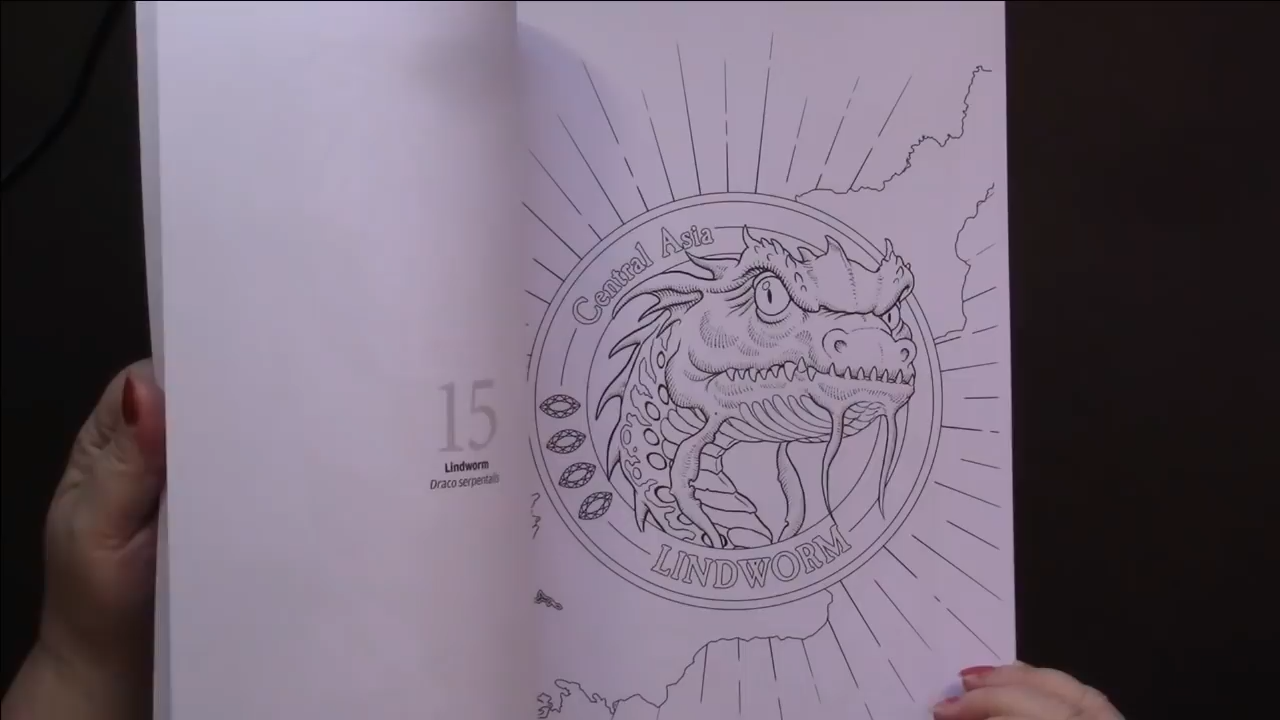 15
Lindworm
Draco serpentalis
Central Asia
LINDWORM